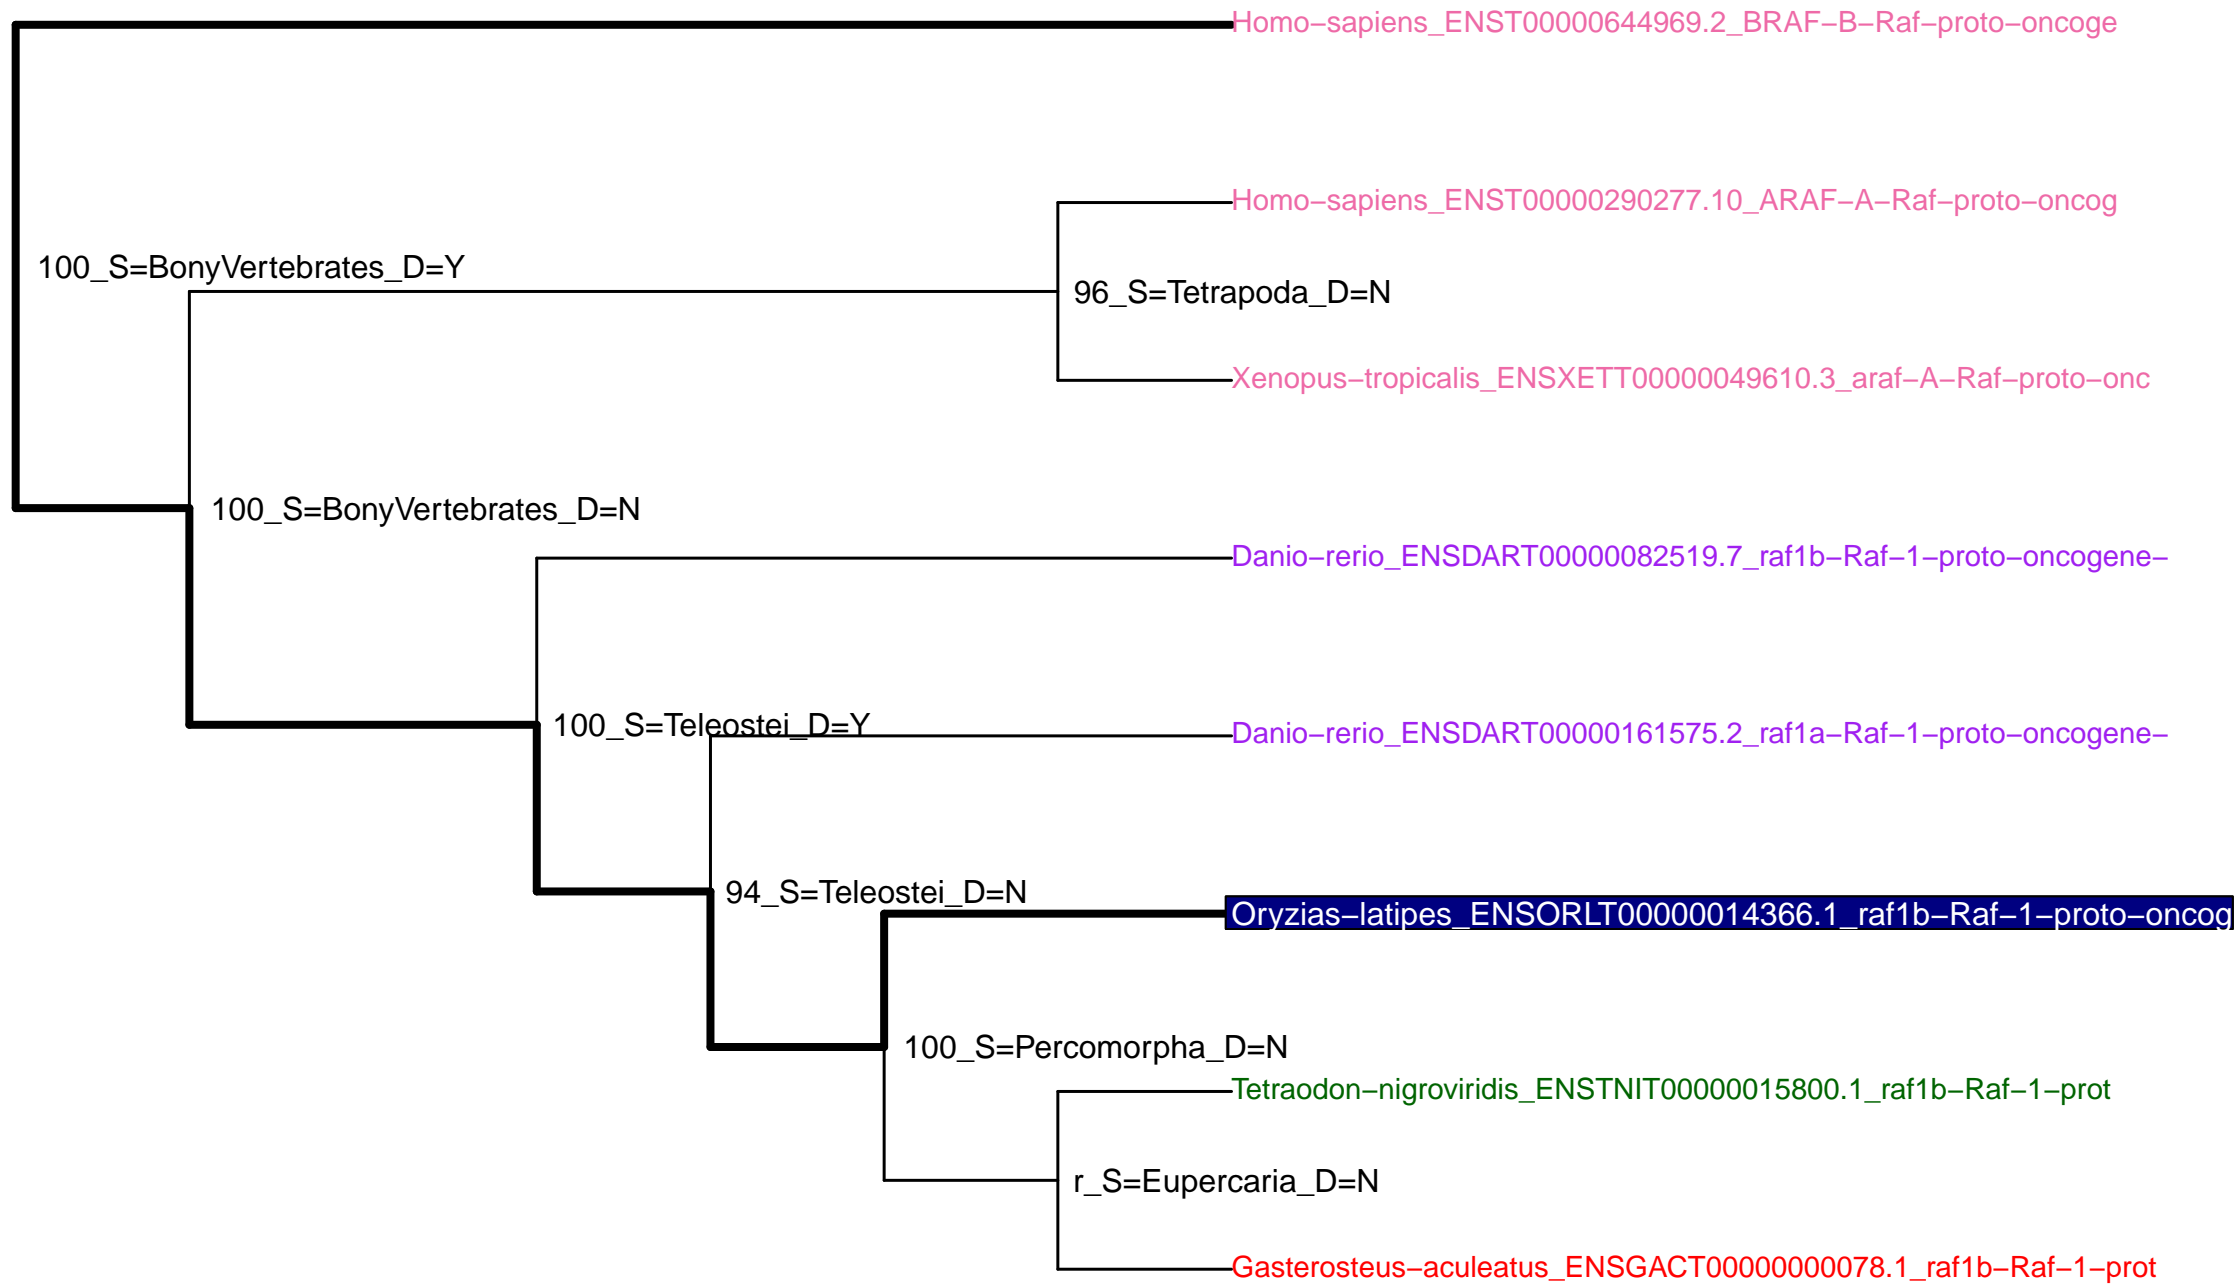 Homo–sapiens_ENST00000644969.2_BRAF–B–Raf–proto–oncoge
Homo–sapiens_ENST00000290277.10_ARAF–A–Raf–proto–oncog
100_S=BonyVertebrates_D=Y
96_S=Tetrapoda_D=N
Xenopus–tropicalis_ENSXETT00000049610.3_araf–A–Raf–proto–onc
100_S=BonyVertebrates_D=N
Danio–rerio_ENSDART00000082519.7_raf1b–Raf–1–proto–oncogene–
100_S=Teleostei_D=Y
Danio–rerio_ENSDART00000161575.2_raf1a–Raf–1–proto–oncogene–
94_S=Teleostei_D=N
Oryzias–latipes_ENSORLT00000014366.1_raf1b–Raf–1–proto–oncog
100_S=Percomorpha_D=N
Tetraodon–nigroviridis_ENSTNIT00000015800.1_raf1b–Raf–1–prot
r_S=Eupercaria_D=N
Gasterosteus–aculeatus_ENSGACT00000000078.1_raf1b–Raf–1–prot